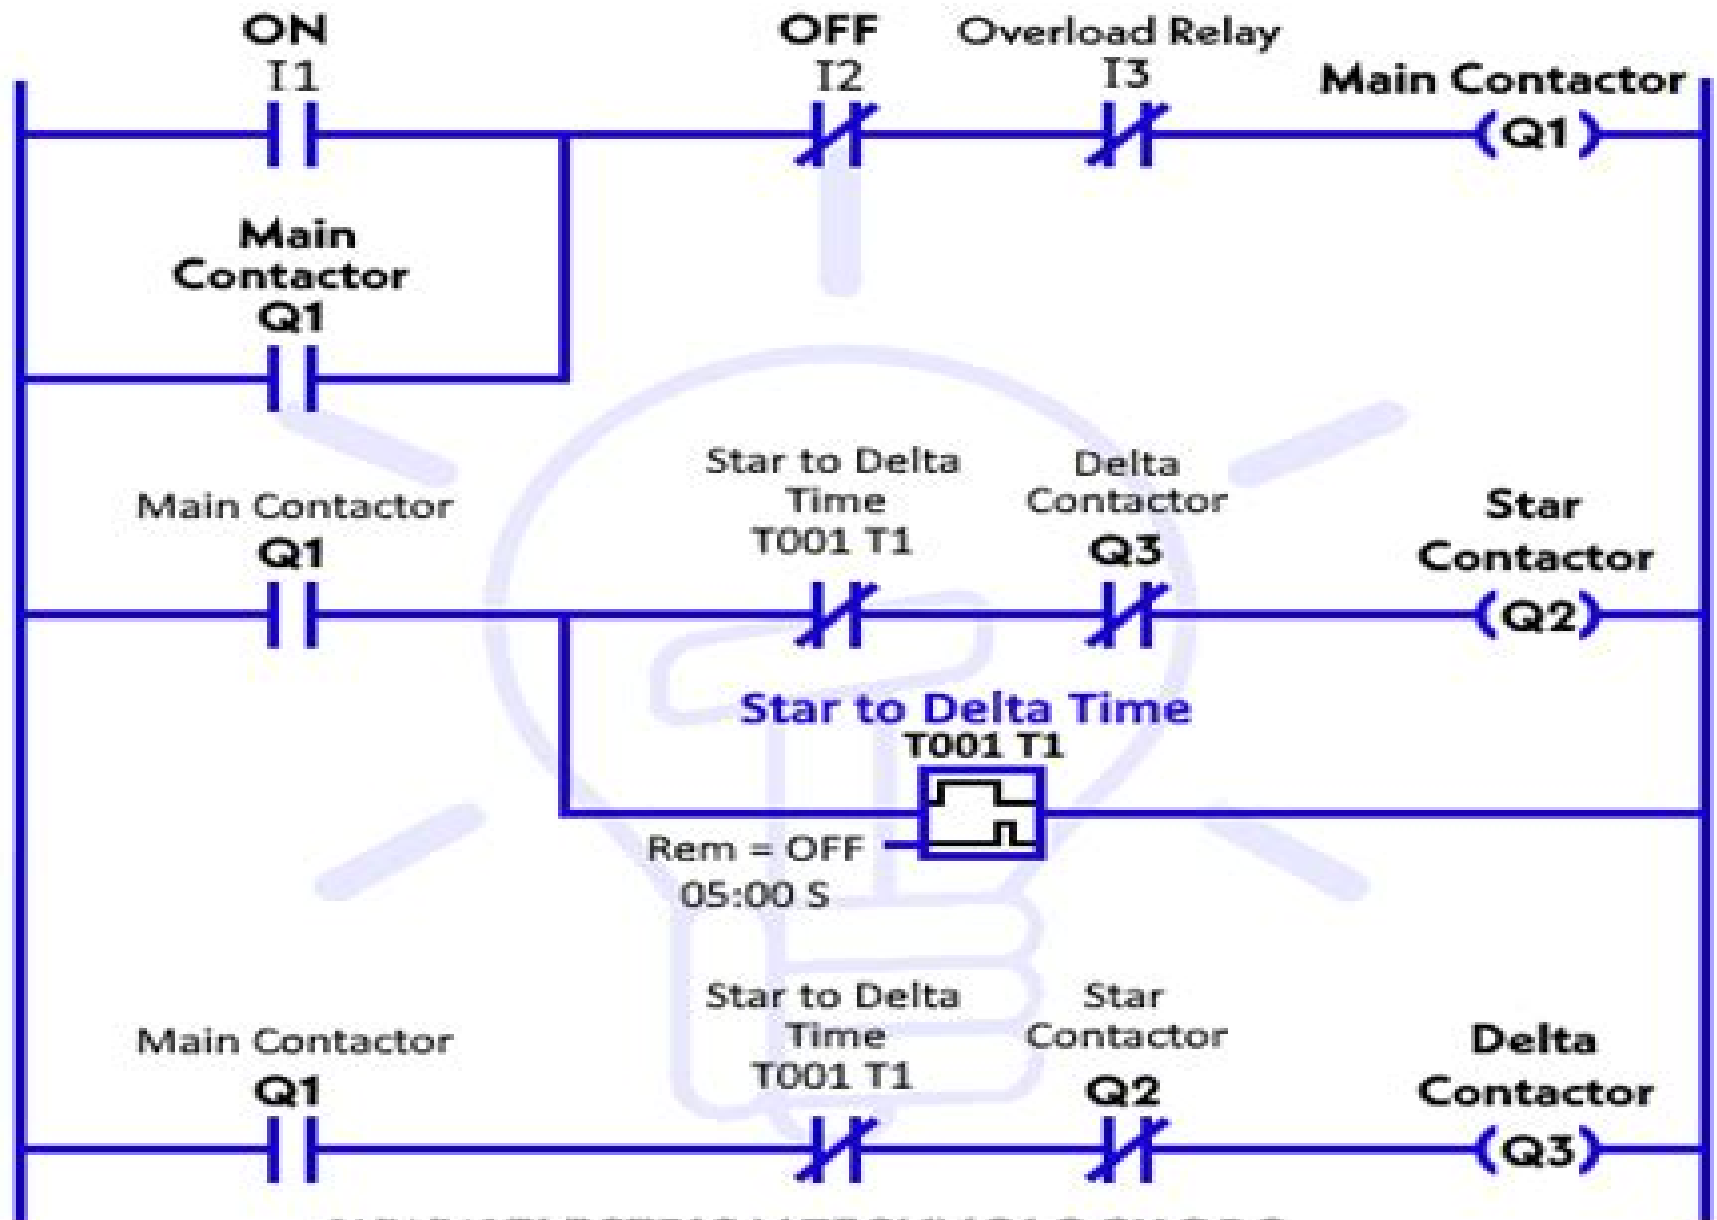 ON
I1
OFF
I2
Overload Relay
I3
Main Contactor
(Q1)
Main
Contactor
Q1
Main Contactor
Q1
Star to Delta
Time
T001 T1
Delta
Contactor
Q3
Star
Contactor
(Q2)
Star to Delta Time
T001 T1
Rem = OFF
05:00 S
Main Contactor
Q1
Star to Delta
Time
T001 T1
Star
Contactor
Q2
Delta
Contactor
(Q3)